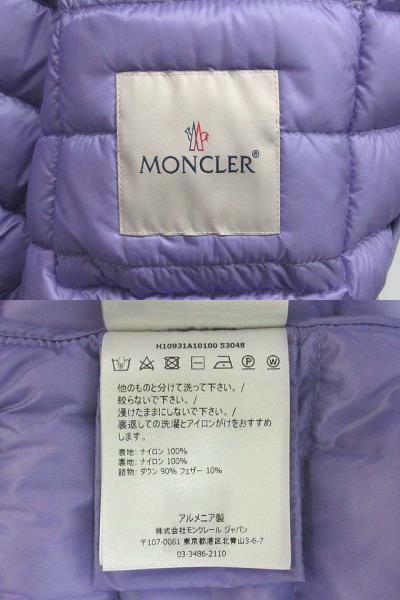 MONCLER®
H10931A10100 53048
他のものと分けて洗って下さい。/
絞らないで下さい。/
浸けたままにしないで下さい。/
裏返しての洗濯とアイロンがけをおすすめ
します。
表地: ナイロン 100%
裏地: ナイロン 100%
詰物: ダウン 90% フェザー 10%
アルメニア製
株式会社モンクレール ジャパン
〒107-0061 東京都港区北青山3-6-7
03-3486-2110